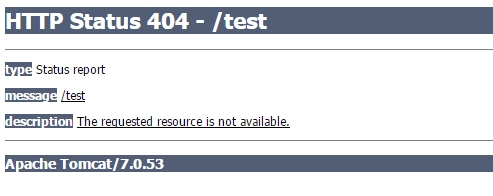 HTTP Status 404 - /test
type Status report
message /test
description The requested resource is not available.
Apache Tomcat/7.0.53